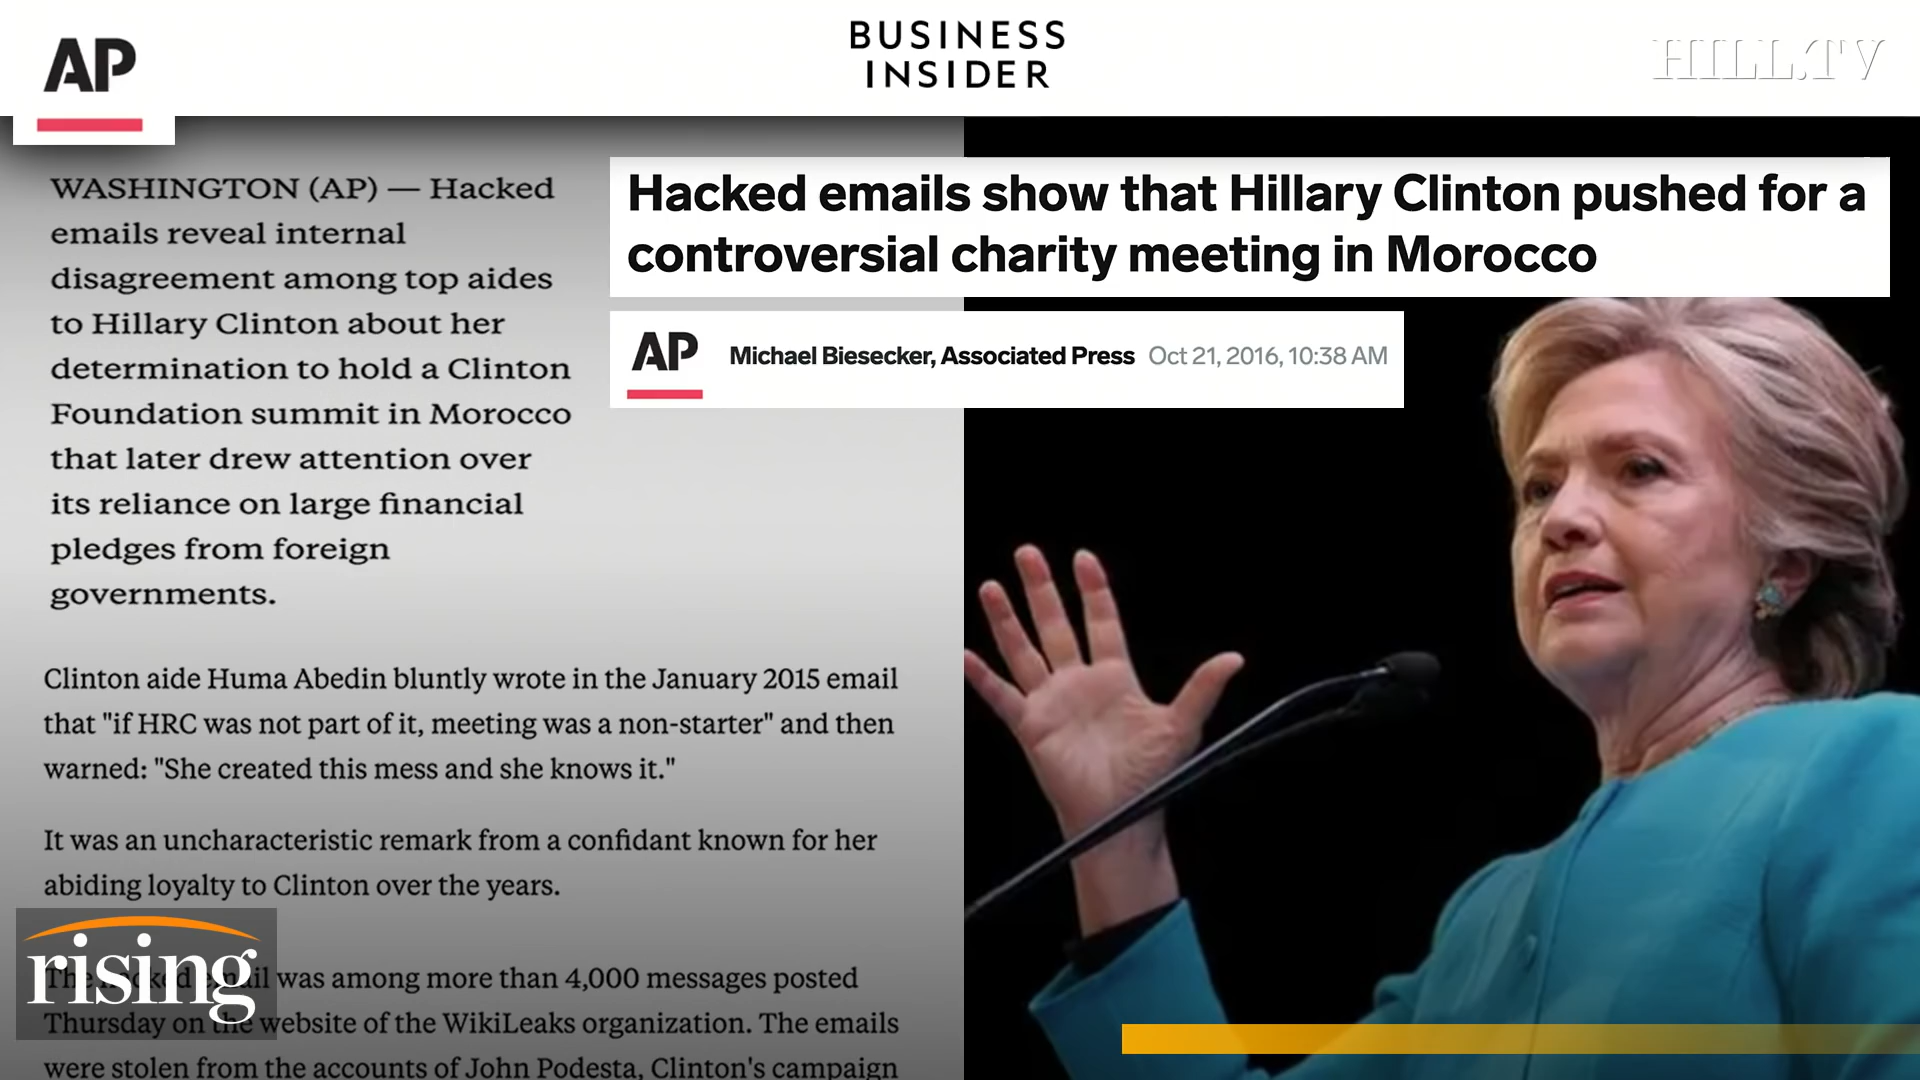 AP
BUSINESS
INSIDER
HILL.TV
WASHINGTON (AP) — Hacked
emails reveal internal
disagreement among top aides
to Hillary Clinton about her
determination to hold a Clinton
Foundation summit in Morocco
that later drew attention over
its reliance on large financial
pledges from foreign
governments.
Hacked emails show that Hillary Clinton pushed for a
controversial charity meeting in Morocco
AP Michael Biesecker, Associated Press Oct 21, 2016, 10:38 AM
Clinton aide Huma Abedin bluntly wrote in the January 2015 email
that "if HRC was not part of it, meeting was a non-starter" and then
warned: "She created this mess and she knows it."
It was an uncharacteristic remark from a confidant known for her
abiding loyalty to Clinton over the years.
The hacked email was among more than 4,000 messages posted
Thursday on the website of the WikiLeaks organization. The emails
were stolen from the accounts of John Podesta, Clinton's campaign
rising